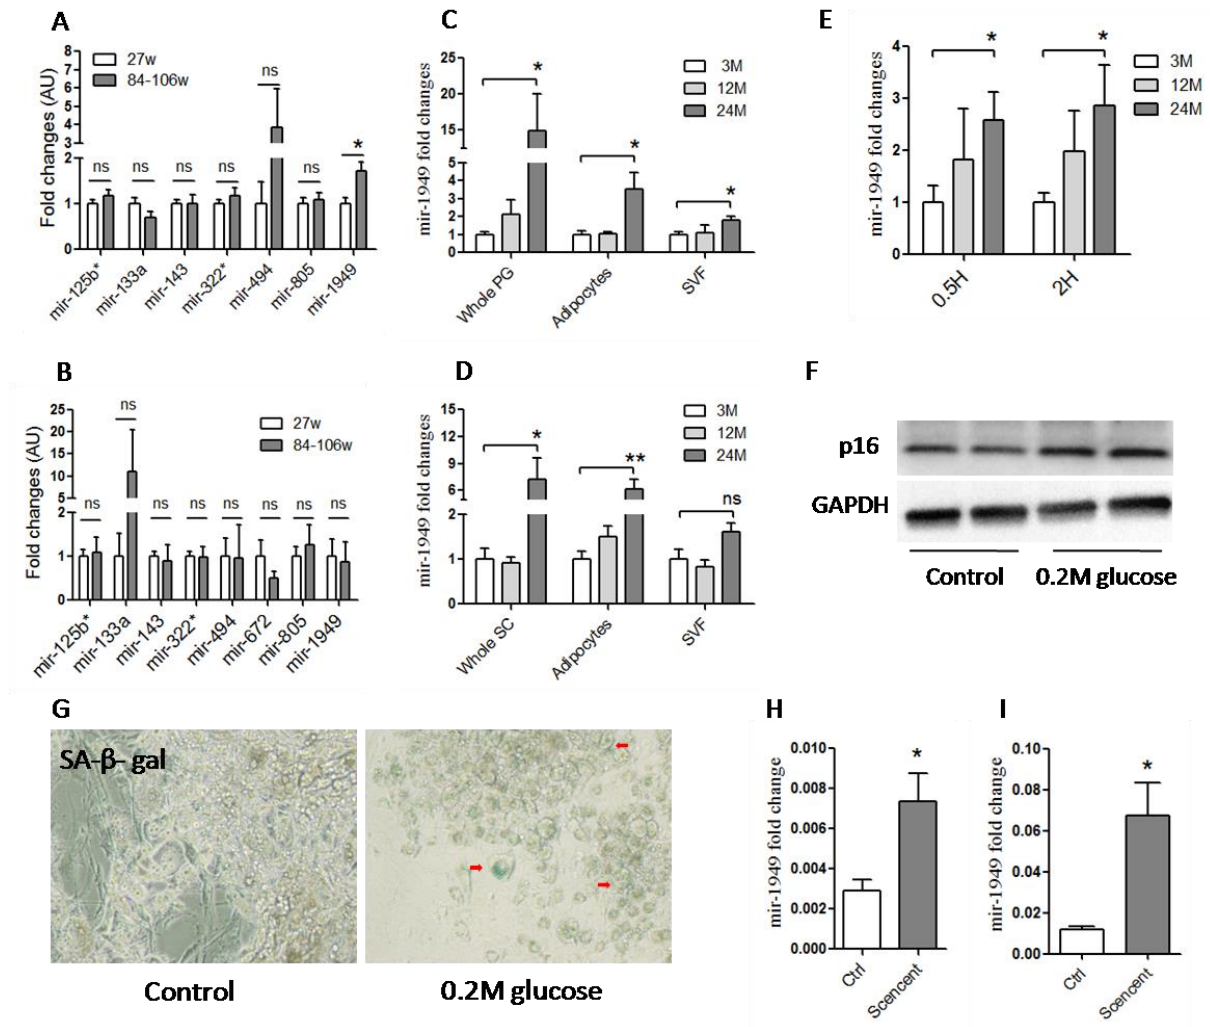 A
Fold changes (AU)
8
7
6
5
4
3
2
1
0
27w
84-106w
ns
ns
ns
ns
ns
ns
*
mir-125b*
mir-133a
mir-143
mir-322*
mir-494
mir-805
mir-1949
C
mir-1949 fold changes
25
20
15
10
5
4
3
2
1
0
3M
12M
24M
*
*
*
Whole PG
Adipocytes
SVF
E
mir-1949 fold changes
4
3
2
1
0
3M
12M
24M
*
*
0.5H
2H
B
Fold changes (AU)
25
20
15
10
5
2
1
0
27w
84-106w
ns
ns
ns
ns
ns
ns
ns
ns
mir-125b*
mir-133a
mir-143
mir-322*
mir-494
mir-672
mir-805
mir-1949
D
mir-1949 fold changes
15
12
9
6
2
1
0
3M
12M
24M
*
**
ns
Whole SC
Adipocytes
SVF
F
p16
GAPDH
Control
0.2M glucose
G
SA-β- gal
Control
0.2M glucose
H
mir-1949 fold change
0.010
0.008
0.006
0.004
0.002
0.000
*
Ctrl
Scencent
I
mir-1949 fold change
0.10
0.08
0.06
0.04
0.02
0.00
*
Ctrl
Scencent